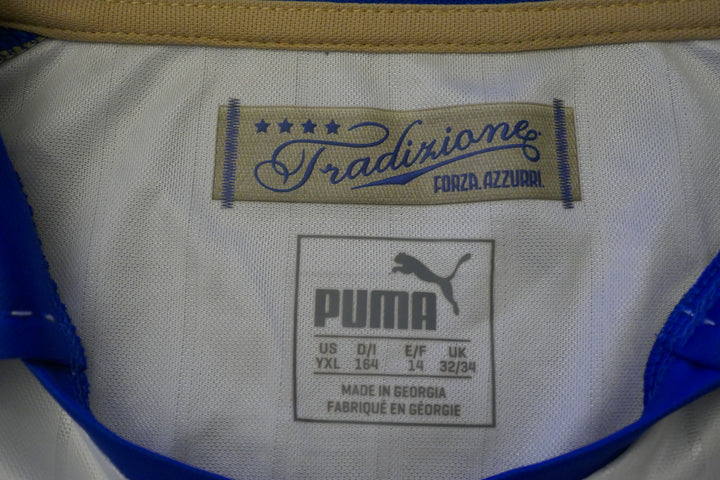 Tradizione
FORZA. AZZURRI.
PUMA
US D/I E/F UK
YXL 164 14 32/34
MADE IN GEORGIA
FABRIQUÉ EN GÉORGIE